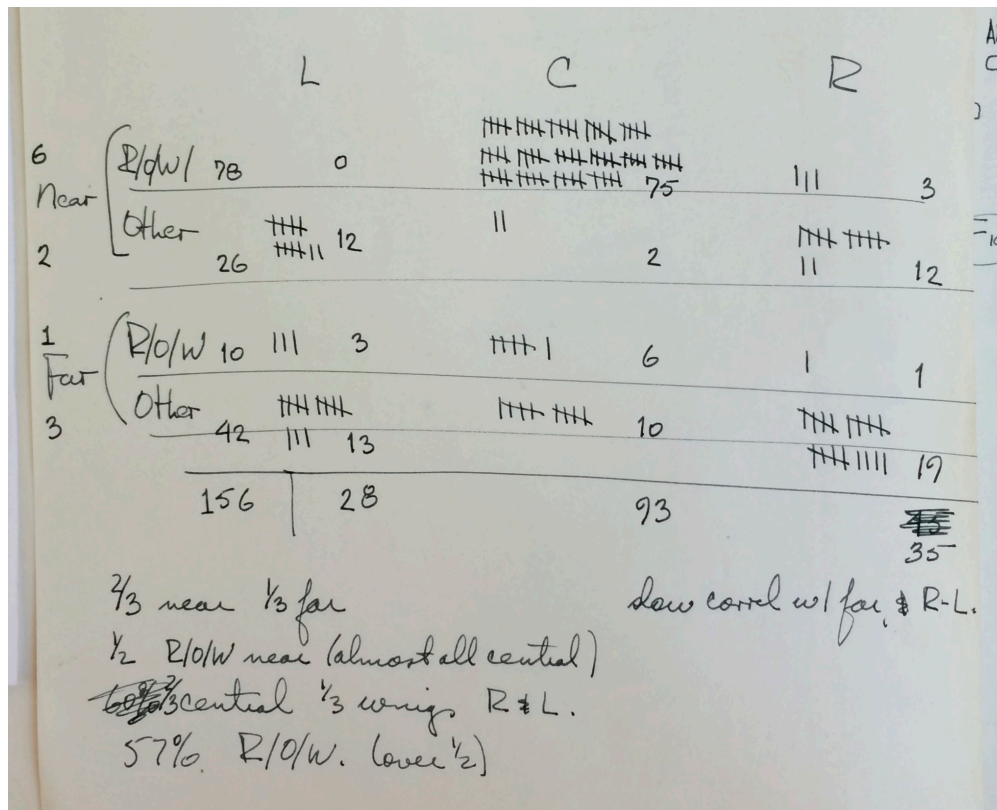 L C R
6 R/O/W 78 0 75 3
Near
Other 12
2 26 2 12
1 R/O/W 10 3 6 1
Far
Other
3 42 13 10 19
156 28 93
35
2/3 near 1/3 far
slow correl w/ far, & R-L.
1/2 R/O/W near (almost all central)
2/3 central 1/3 wings R & L.
57% R/O/W. (over 1/2)